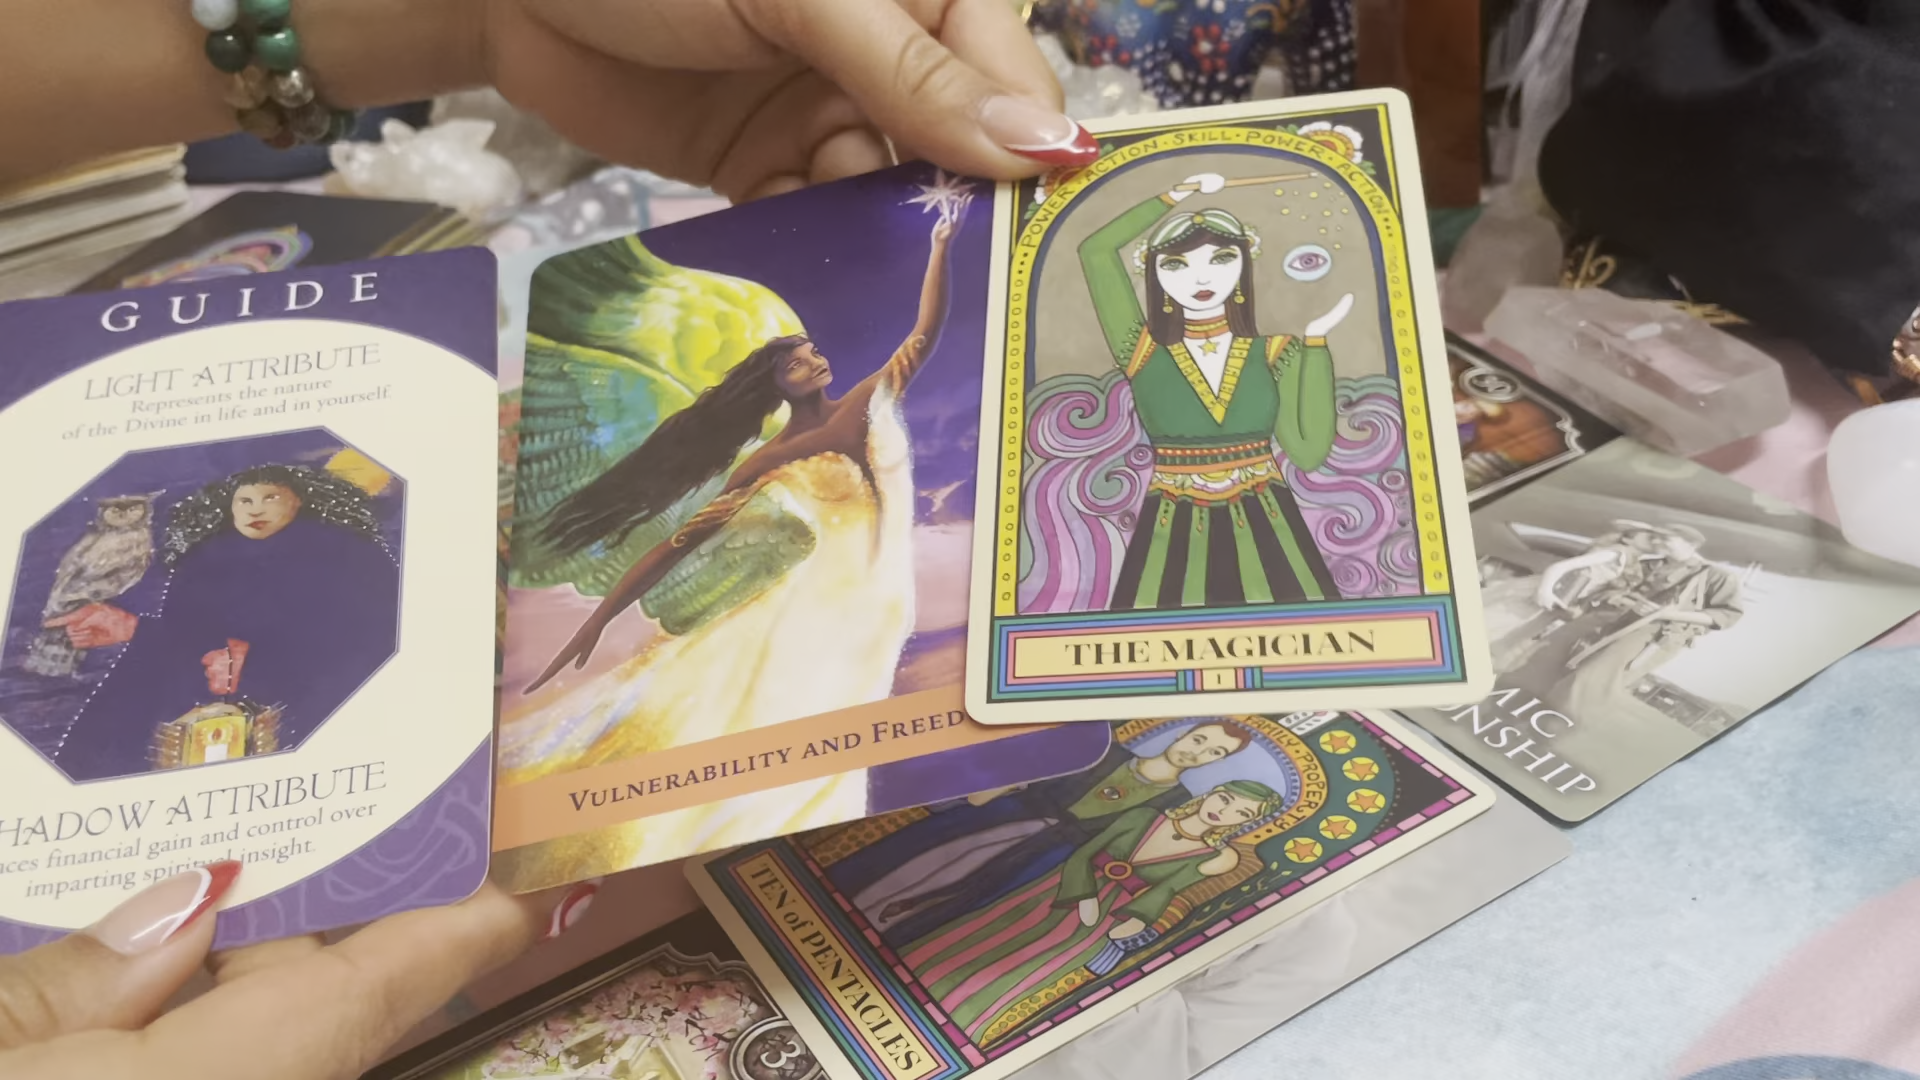 GUIDE
LIGHT ATTRIBUTE
Represents the nature
of the Divine in life and in yourself.
HADOW ATTRIBUTE
financial gain and control over
imparting spiritual insight.
VULNERABILITY AND FREED
POWER · ACTION · SKILL · POWER · ACTION
THE MAGICIAN
1
FAMILY · PROPERTY
TEN of PENTACLES
MIC
ONSHIP
3